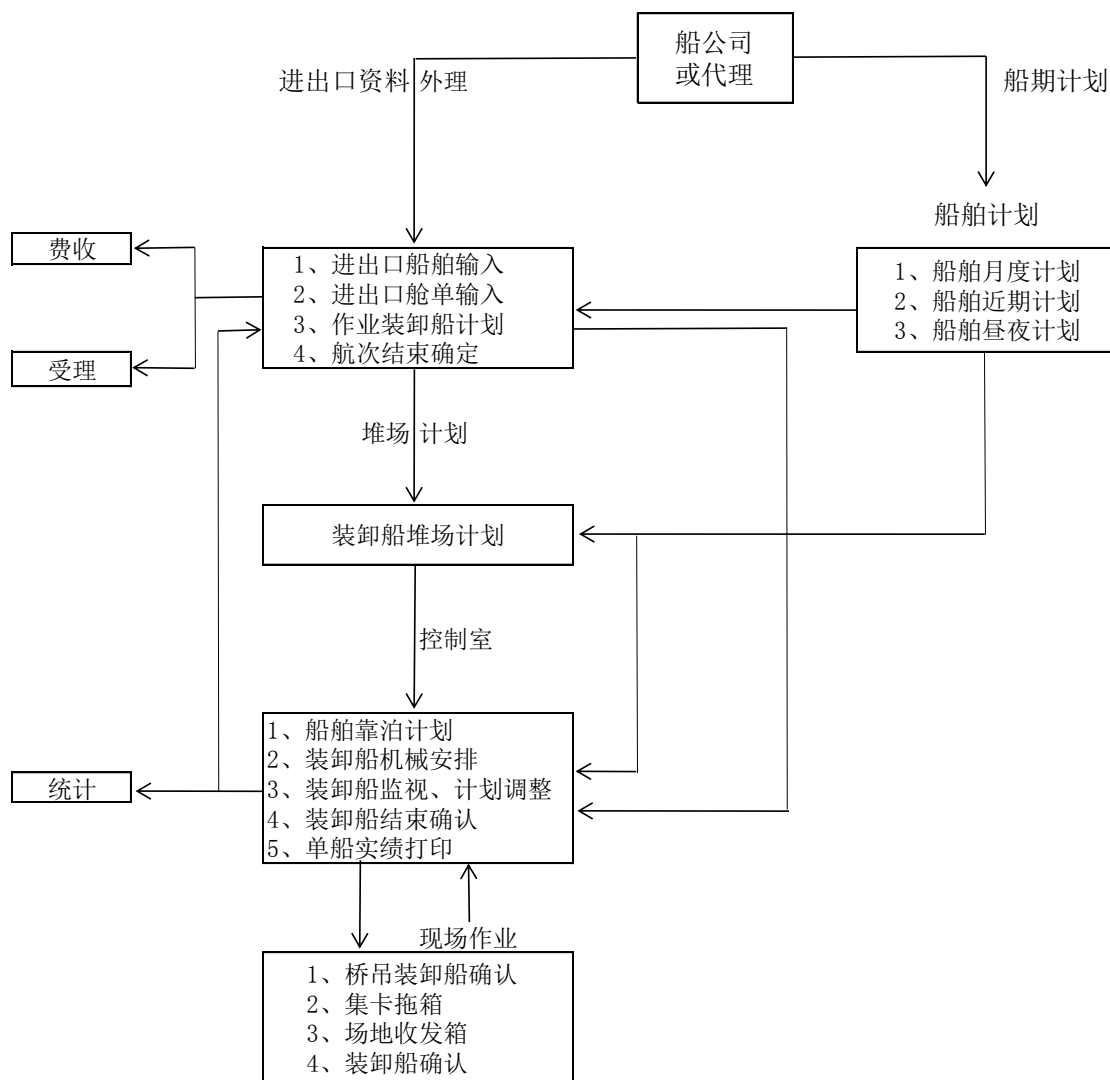 船公司
或代理
进出口资料 外理
船期计划
船舶计划
费收
1、进出口船舶输入
2、进出口舱单输入
3、作业装卸船计划
4、航次结束确定
1、船舶月度计划
2、船舶近期计划
3、船舶昼夜计划
受理
堆场 计划
装卸船堆场计划
控制室
1、船舶靠泊计划
2、装卸船机械安排
3、装卸船监视、计划调整
4、装卸船结束确认
5、单船实绩打印
统计
现场作业
1、桥吊装卸船确认
2、集卡拖箱
3、场地收发箱
4、装卸船确认